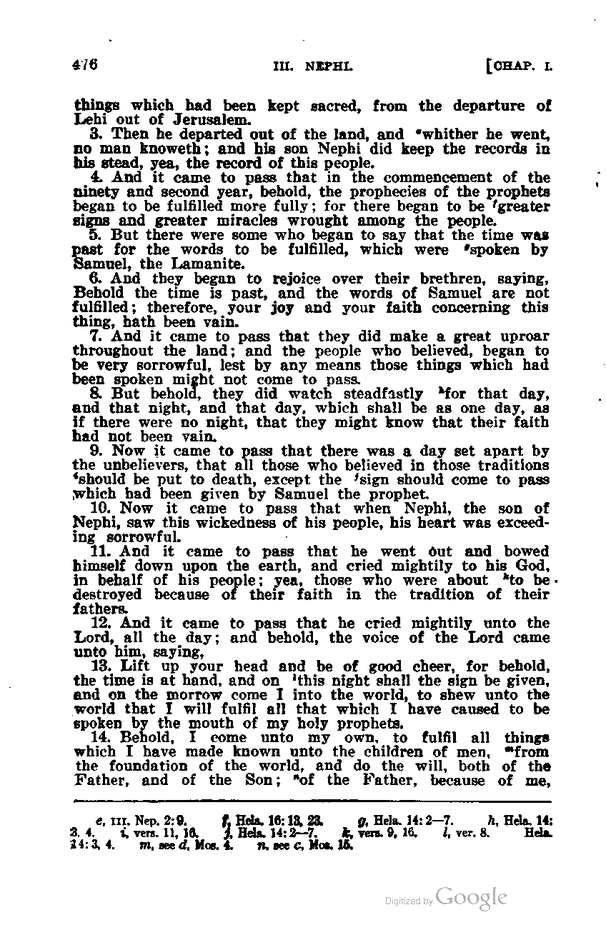 476 III. NEPHI. [CHAP. I.
things which had been kept sacred, from the departure of
Lehi out of Jerusalem.
3. Then he departed out of the land, and ᵉwhither he went,
no man knoweth; and his son Nephi did keep the records in
his stead, yea, the record of this people.
4. And it came to pass that in the commencement of the
ninety and second year, behold, the prophecies of the prophets
began to be fulfilled more fully; for there began to be ᶠgreater
signs and greater miracles wrought among the people.
5. But there were some who began to say that the time was
past for the words to be fulfilled, which were ᵍspoken by
Samuel, the Lamanite.
6. And they began to rejoice over their brethren, saying,
Behold the time is past, and the words of Samuel are not
fulfilled; therefore, your joy and your faith concerning this
thing, hath been vain.
7. And it came to pass that they did make a great uproar
throughout the land; and the people who believed, began to
be very sorrowful, lest by any means those things which had
been spoken might not come to pass.
8. But behold, they did watch steadfastly ʰfor that day,
and that night, and that day, which shall be as one day, as
if there were no night, that they might know that their faith
had not been vain.
9. Now it came to pass that there was a day set apart by
the unbelievers, that all those who believed in those traditions
ⁱshould be put to death, except the ʲsign should come to pass
which had been given by Samuel the prophet.
10. Now it came to pass that when Nephi, the son of
Nephi, saw this wickedness of his people, his heart was exceed-
ing sorrowful.
11. And it came to pass that he went out and bowed
himself down upon the earth, and cried mightily to his God,
in behalf of his people; yea, those who were about ᵏto be
destroyed because of their faith in the tradition of their
fathers.
12. And it came to pass that he cried mightily unto the
Lord, all the day; and behold, the voice of the Lord came
unto him, saying,
13. Lift up your head and be of good cheer, for behold,
the time is at hand, and on ˡthis night shall the sign be given,
and on the morrow come I into the world, to shew unto the
world that I will fulfil all that which I have caused to be
spoken by the mouth of my holy prophets.
14. Behold, I come unto my own, to fulfil all things
which I have made known unto the children of men, ᵐfrom
the foundation of the world, and do the will, both of the
Father, and of the Son; ⁿof the Father, because of me,
e, III. Nep. 2:9. f, Hela. 16:13, 23. g, Hela. 14:2—7. h, Hela. 14:
3, 4. i, vers. 11, 16. j, Hela. 14:2—7. k, vers. 9, 16. l, ver. 8. Hela.
14:3, 4. m, see d, Mos. 4. n, see c, Mos. 15.
Digitized by Google